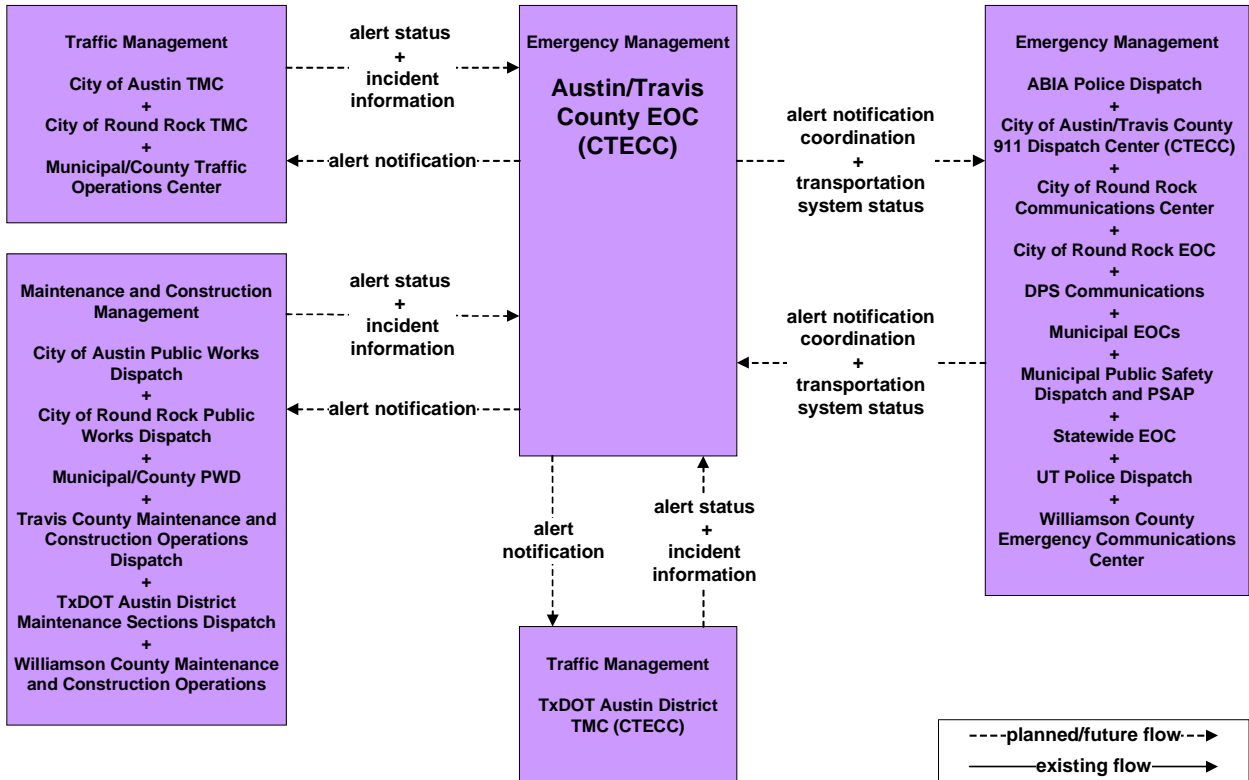 Traffic Management
City of Austin TMC
+
City of Round Rock TMC
+
Municipal/County Traffic
Operations Center
alert status
+
incident
information
alert notification
Maintenance and Construction
Management
City of Austin Public Works
Dispatch
+
City of Round Rock Public
Works Dispatch
+
Municipal/County PWD
+
Travis County Maintenance and
Construction Operations
Dispatch
+
TxDOT Austin District
Maintenance Sections Dispatch
+
Williamson County Maintenance
and Construction Operations
alert status
+
incident
information
alert notification
Emergency Management
Austin/Travis
County EOC
(CTECC)
alert
notification
alert status
+
incident
information
Traffic Management
TxDOT Austin District
TMC (CTECC)
alert notification
coordination
+
transportation
system status
alert notification
coordination
+
transportation
system status
Emergency Management
ABIA Police Dispatch
+
City of Austin/Travis County
911 Dispatch Center (CTECC)
+
City of Round Rock
Communications Center
+
City of Round Rock EOC
+
DPS Communications
+
Municipal EOCs
+
Municipal Public Safety
Dispatch and PSAP
+
Statewide EOC
+
UT Police Dispatch
+
Williamson County
Emergency Communications
Center
planned/future flow
existing flow